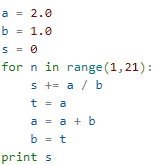 a = 2.0
b = 1.0
s = 0
for n in range(1,21):
    s += a / b
    t = a
    a = a + b
    b = t
print s